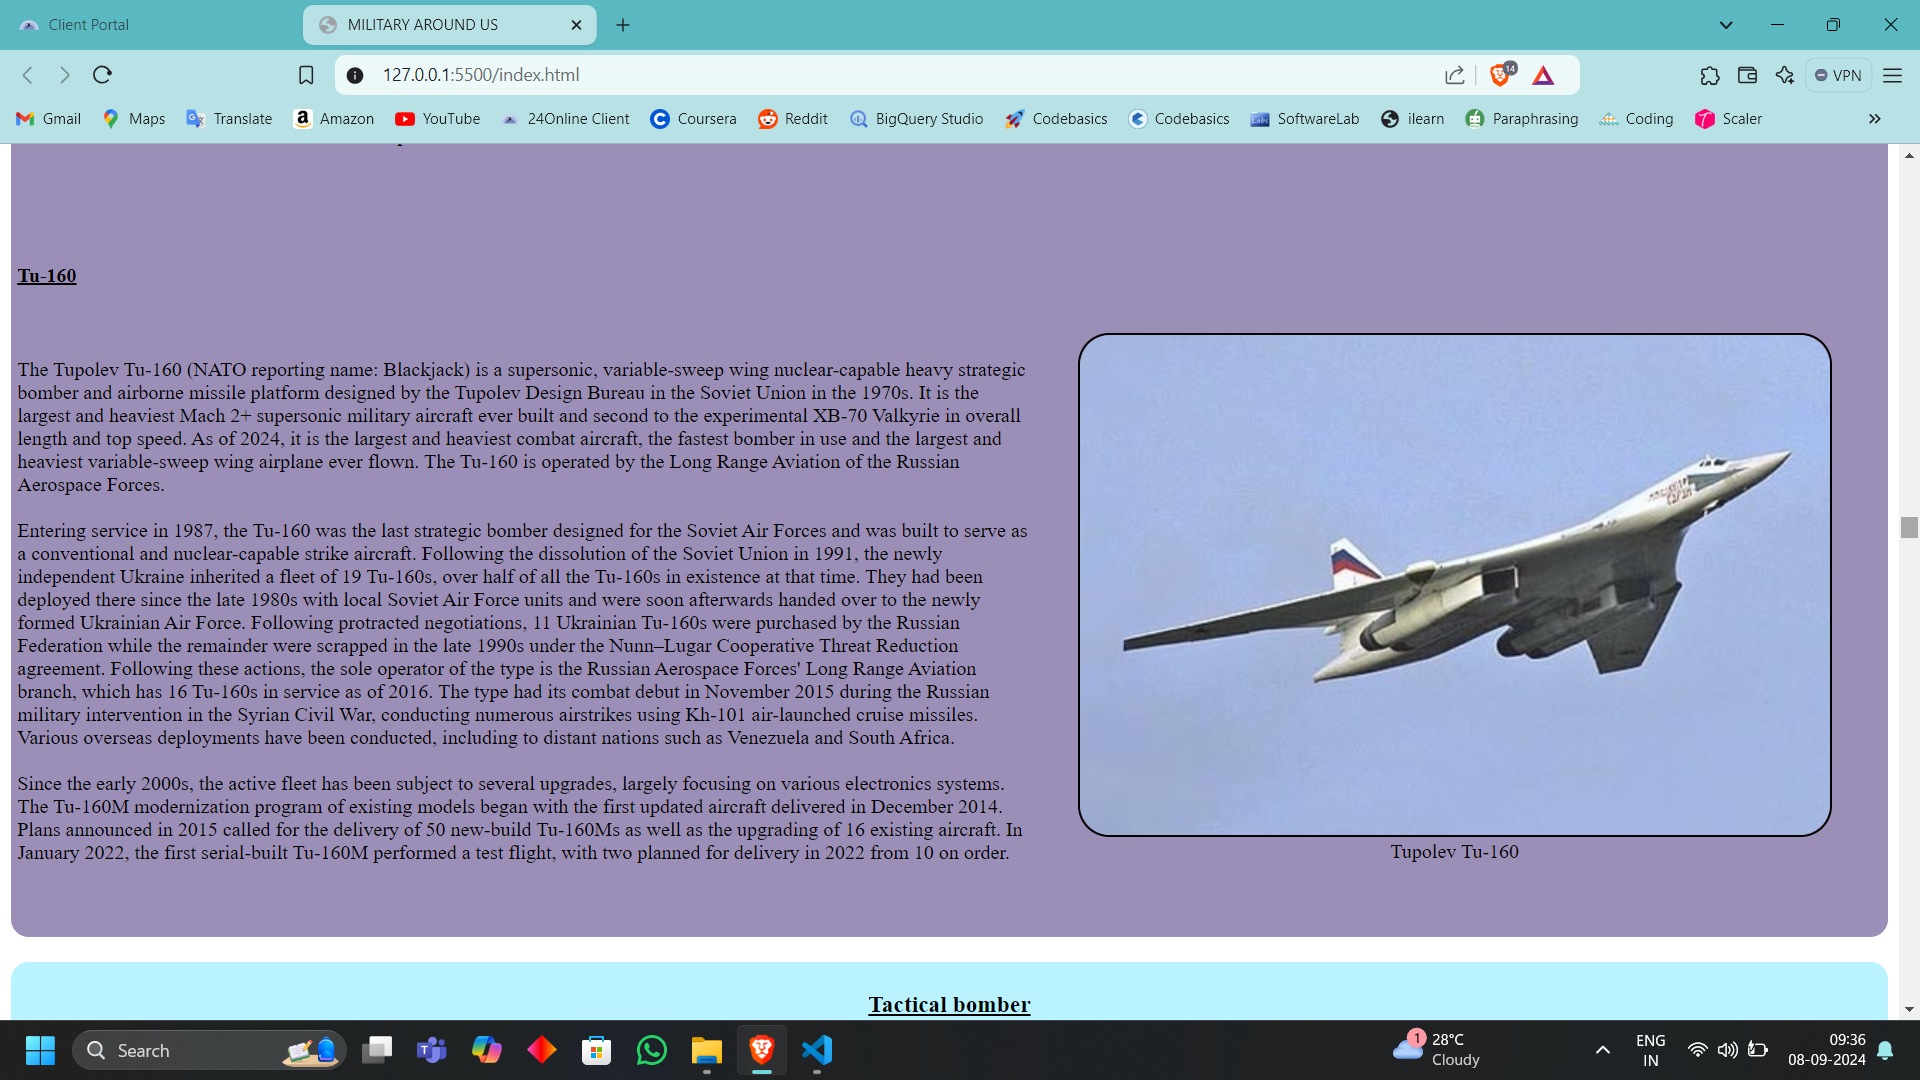 Client Portal
MILITARY AROUND US
127.0.0.1:5500/index.html
14
VPN
Gmail
Maps
Translate
Amazon
YouTube
24Online Client
Coursera
Reddit
BigQuery Studio
Codebasics
Codebasics
SoftwareLab
ilearn
Paraphrasing
Coding
Scaler
Tu-160
The Tupolev Tu-160 (NATO reporting name: Blackjack) is a supersonic, variable-sweep wing nuclear-capable heavy strategic
bomber and airborne missile platform designed by the Tupolev Design Bureau in the Soviet Union in the 1970s. It is the
largest and heaviest Mach 2+ supersonic military aircraft ever built and second to the experimental XB-70 Valkyrie in overall
length and top speed. As of 2024, it is the largest and heaviest combat aircraft, the fastest bomber in use and the largest and
heaviest variable-sweep wing airplane ever flown. The Tu-160 is operated by the Long Range Aviation of the Russian
Aerospace Forces.
Entering service in 1987, the Tu-160 was the last strategic bomber designed for the Soviet Air Forces and was built to serve as
a conventional and nuclear-capable strike aircraft. Following the dissolution of the Soviet Union in 1991, the newly
independent Ukraine inherited a fleet of 19 Tu-160s, over half of all the Tu-160s in existence at that time. They had been
deployed there since the late 1980s with local Soviet Air Force units and were soon afterwards handed over to the newly
formed Ukrainian Air Force. Following protracted negotiations, 11 Ukrainian Tu-160s were purchased by the Russian
Federation while the remainder were scrapped in the late 1990s under the Nunn–Lugar Cooperative Threat Reduction
agreement. Following these actions, the sole operator of the type is the Russian Aerospace Forces' Long Range Aviation
branch, which has 16 Tu-160s in service as of 2016. The type had its combat debut in November 2015 during the Russian
military intervention in the Syrian Civil War, conducting numerous airstrikes using Kh-101 air-launched cruise missiles.
Various overseas deployments have been conducted, including to distant nations such as Venezuela and South Africa.
Since the early 2000s, the active fleet has been subject to several upgrades, largely focusing on various electronics systems.
The Tu-160M modernization program of existing models began with the first updated aircraft delivered in December 2014.
Plans announced in 2015 called for the delivery of 50 new-build Tu-160Ms as well as the upgrading of 16 existing aircraft. In
January 2022, the first serial-built Tu-160M performed a test flight, with two planned for delivery in 2022 from 10 on order.
Tupolev Tu-160
Tactical bomber
Search
1
28°C
Cloudy
ENG
IN
09:36
08-09-2024